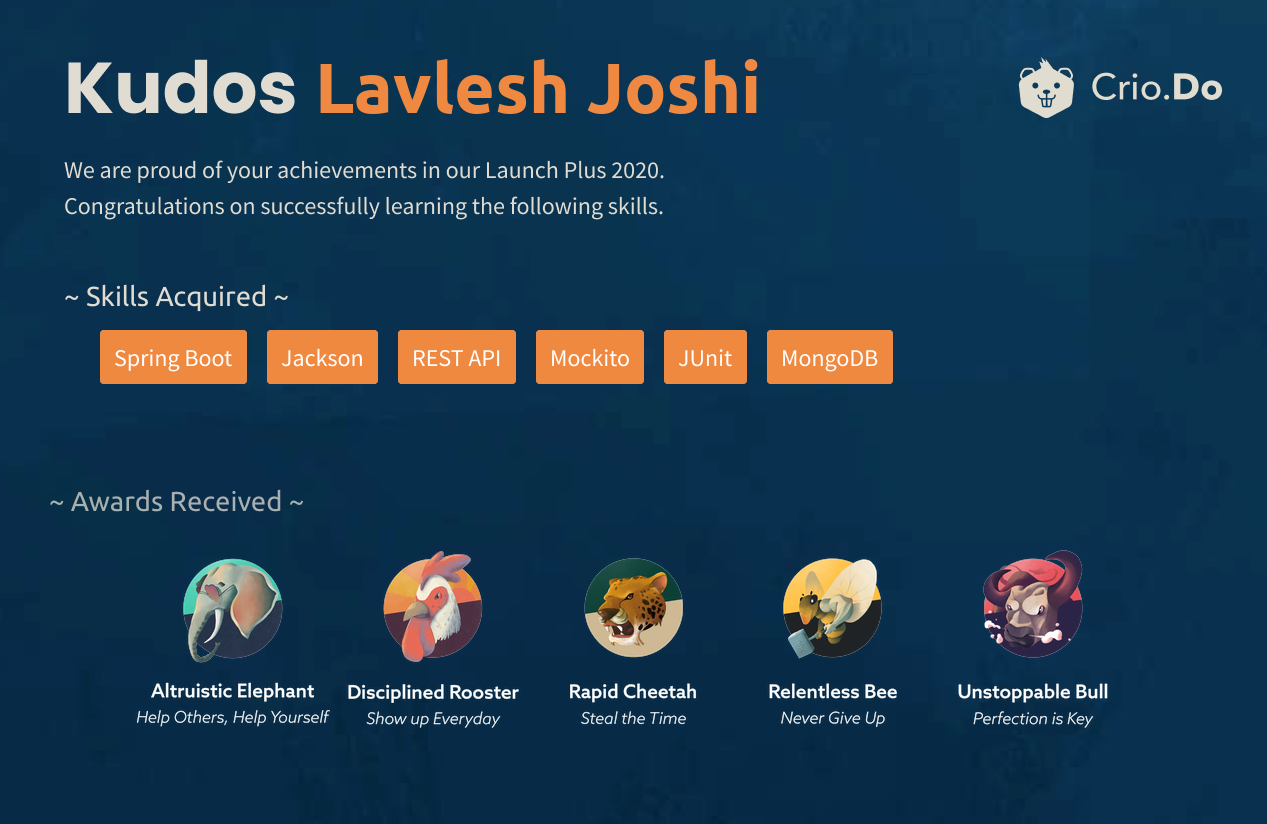 Kudos Lavlesh Joshi
Crio.Do
We are proud of your achievements in our Launch Plus 2020.
Congratulations on successfully learning the following skills.
~ Skills Acquired ~
Spring Boot Jackson REST API Mockito JUnit MongoDB
~ Awards Received ~
Altruistic Elephant Disciplined Rooster Rapid Cheetah Relentless Bee Unstoppable Bull
Help Others, Help Yourself Show up Everyday Steal the Time Never Give Up Perfection is Key